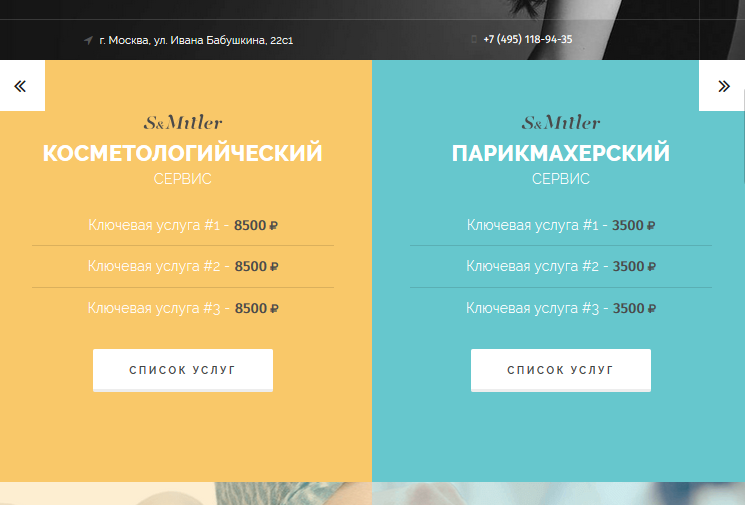 г. Москва, ул. Ивана Бабушкина, 22с1
+7 (495) 118-94-35
S&Mıtler
КОСМЕТОЛОГИЙЧЕСКИЙ
СЕРВИС
Ключевая услуга #1 - 8500 ₽
Ключевая услуга #2 - 8500 ₽
Ключевая услуга #3 - 8500 ₽
СПИСОК УСЛУГ
S&Mıtler
ПАРИКМАХЕРСКИЙ
СЕРВИС
Ключевая услуга #1 - 3500 ₽
Ключевая услуга #2 - 3500 ₽
Ключевая услуга #3 - 3500 ₽
СПИСОК УСЛУГ